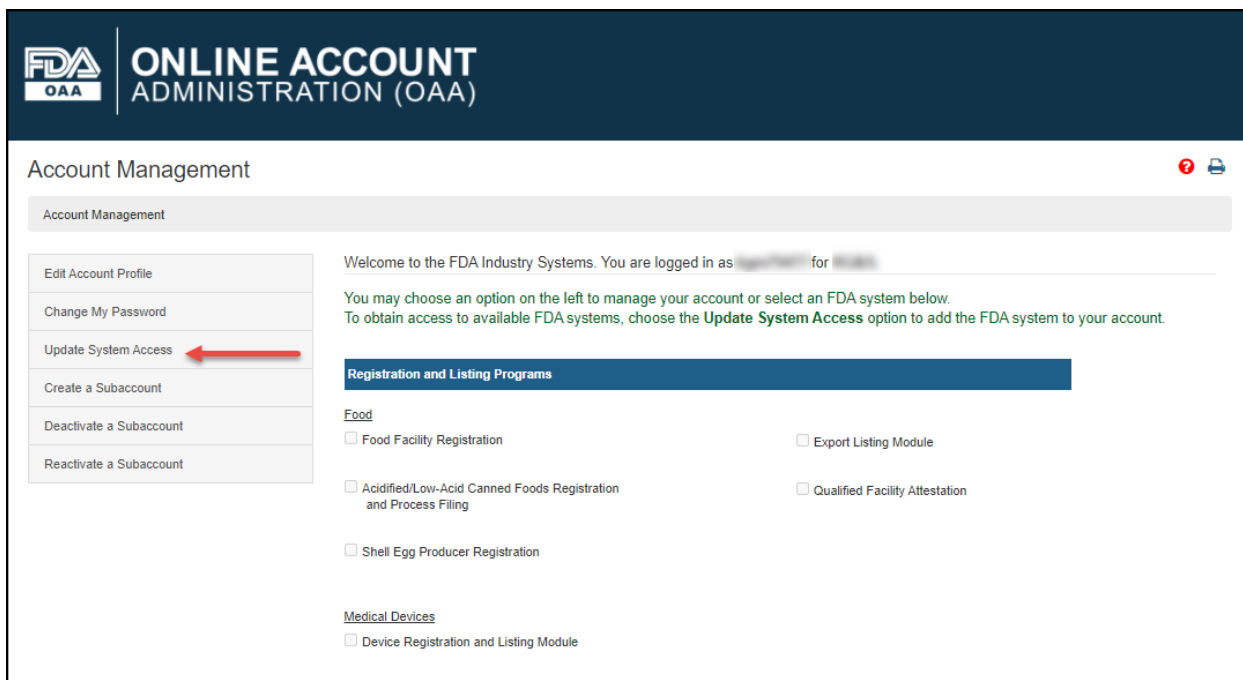 FDA
OAA
ONLINE ACCOUNT
ADMINISTRATION (OAA)
Account Management
?
Account Management
Edit Account Profile
Change My Password
Update System Access
Create a Subaccount
Deactivate a Subaccount
Reactivate a Subaccount
Welcome to the FDA Industry Systems. You are logged in as for
You may choose an option on the left to manage your account or select an FDA system below.
To obtain access to available FDA systems, choose the Update System Access option to add the FDA system to your account.
Registration and Listing Programs
Food
Food Facility Registration
Export Listing Module
Acidified/Low-Acid Canned Foods Registration
and Process Filing
Qualified Facility Attestation
Shell Egg Producer Registration
Medical Devices
Device Registration and Listing Module